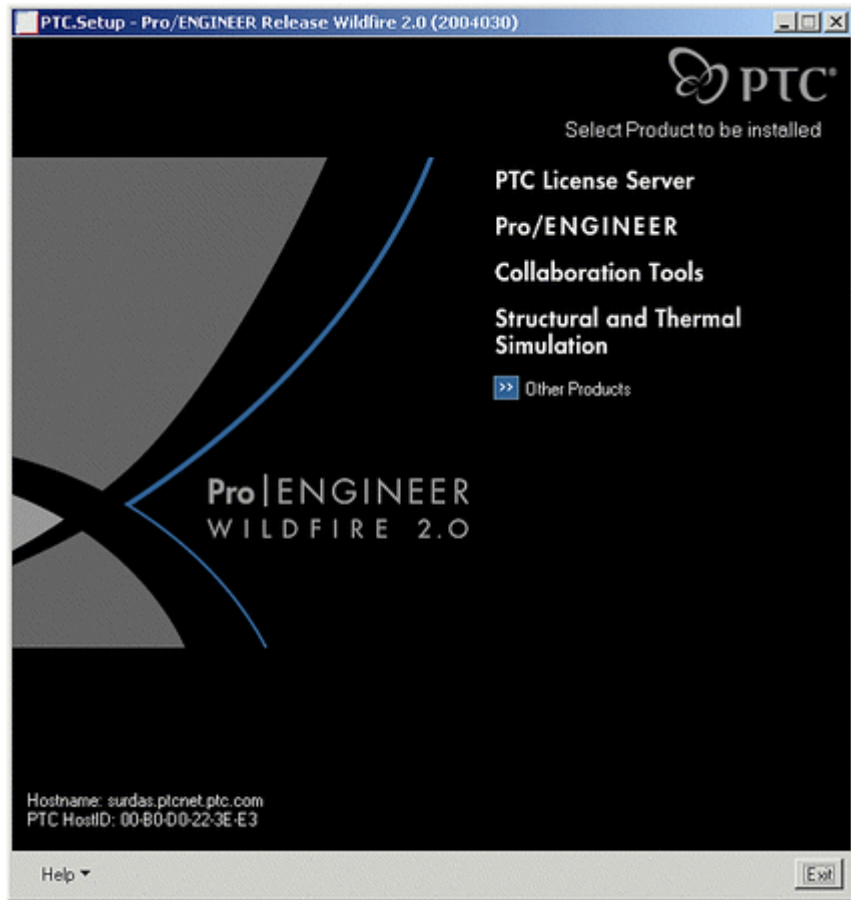 PTC.Setup - Pro/ENGINEER Release Wildfire 2.0 (2004030)
PTC®
Select Product to be installed
PTC License Server
Pro/ENGINEER
Collaboration Tools
Structural and Thermal
Simulation
>> Other Products
Pro|ENGINEER
WILDFIRE 2.0
Hostname: surdas.ptcnet.ptc.com
PTC HostID: 00-B0-D0-22-3E-E3
Help
Exit